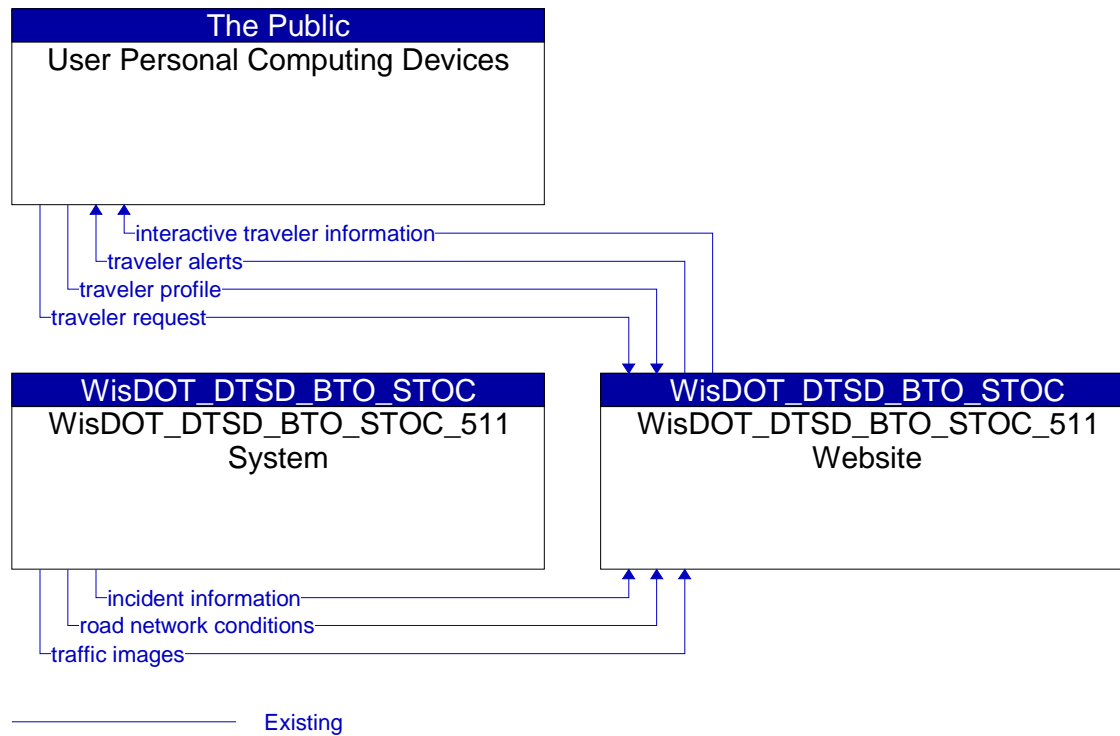 The Public
User Personal Computing Devices
interactive traveler information
traveler alerts
traveler profile
traveler request
WisDOT_DTSD_BTO_STOC
WisDOT_DTSD_BTO_STOC_511
System
WisDOT_DTSD_BTO_STOC
WisDOT_DTSD_BTO_STOC_511
Website
incident information
road network conditions
traffic images
Existing